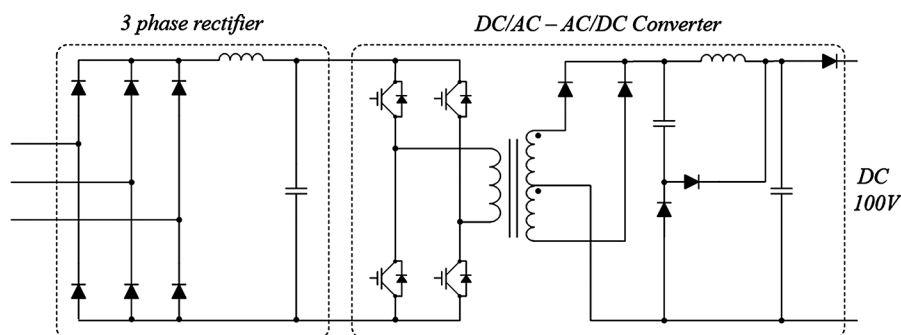 3 phase rectifier
DC/AC – AC/DC Converter
DC
100V